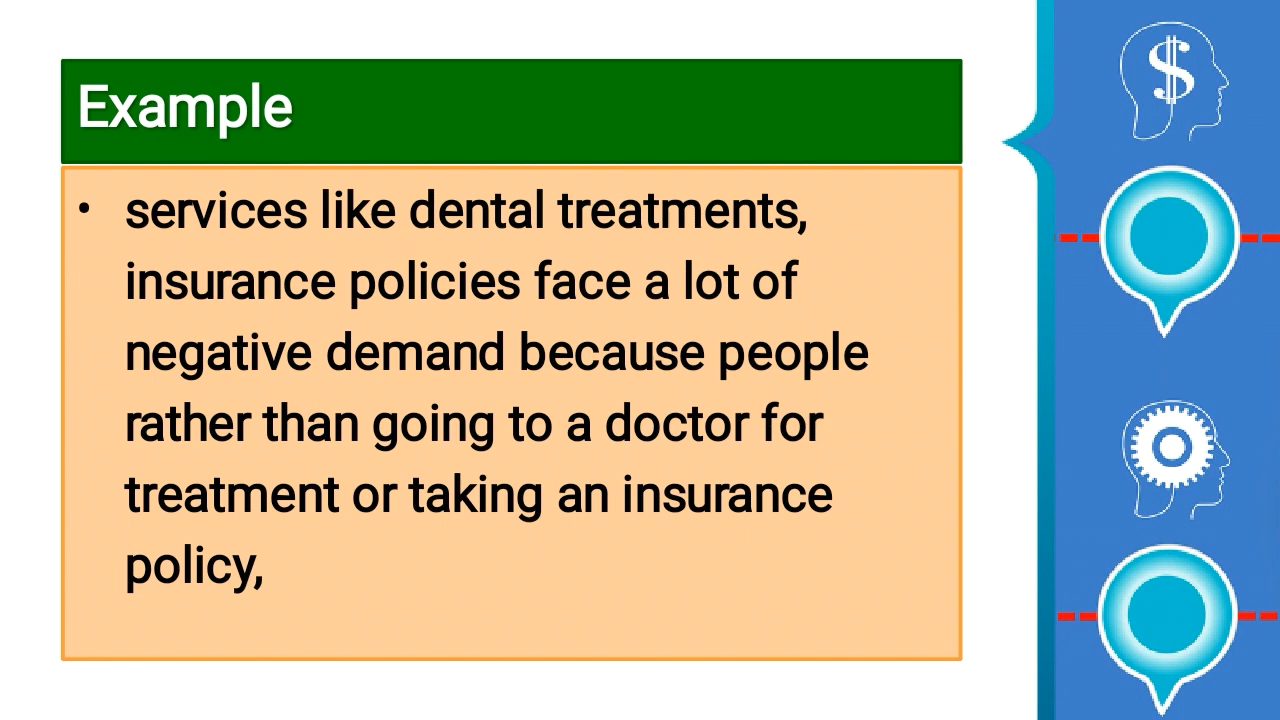 Example
• services like dental treatments,
insurance policies face a lot of
negative demand because people
rather than going to a doctor for
treatment or taking an insurance
policy,
$